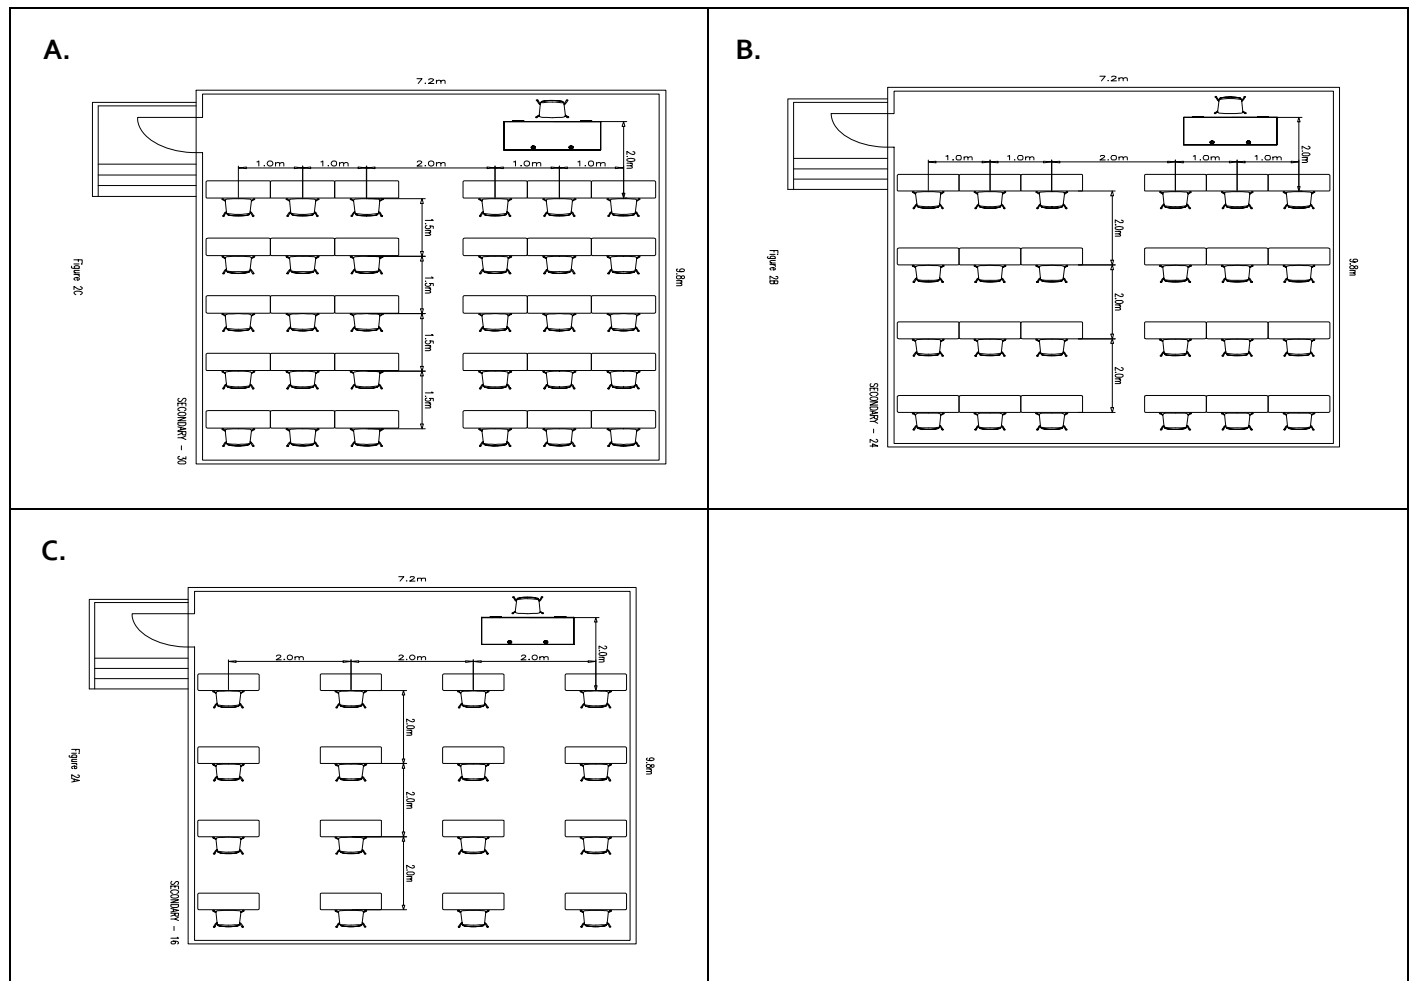 A.
7.2m
1.0m 1.0m 2.0m 1.0m 1.0m
2.0m
1.5m
1.5m
1.5m
1.5m
9.8m
Figure 2C
SECONDARY - 30
B.
7.2m
1.0m 1.0m 2.0m 1.0m 1.0m
2.0m
2.0m
2.0m
2.0m
9.8m
Figure 2B
SECONDARY - 24
C.
7.2m
2.0m 2.0m 2.0m
2.0m
2.0m
2.0m
2.0m
9.8m
Figure 2A
SECONDARY - 16